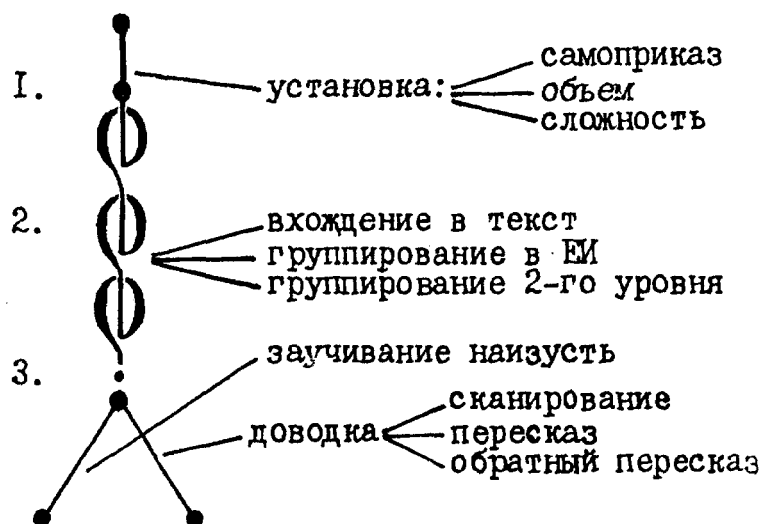 самоприказ
I. установка: объем
сложность
2. вхождение в текст
группирование в ЕИ
группирование 2-го уровня
3. заучивание наизусть
сканирование
доводка пересказ
обратный пересказ